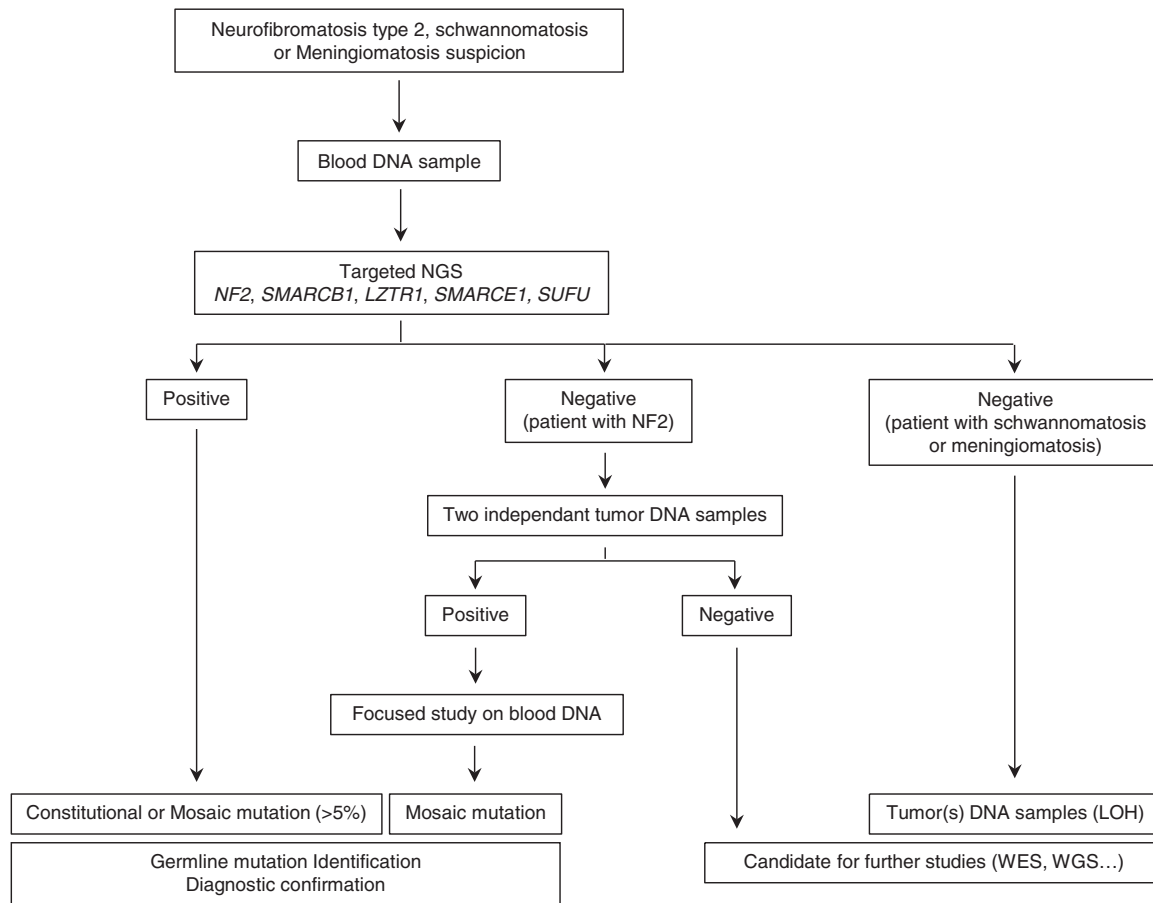 Neurofibromatosis type 2, schwannomatosis
or Meningiomatosis suspicion
Blood DNA sample
Targeted NGS
NF2, SMARCB1, LZTR1, SMARCE1, SUFU
Positive
Negative
(patient with NF2)
Negative
(patient with schwannomatosis
or meningiomatosis)
Two independant tumor DNA samples
Positive
Negative
Focused study on blood DNA
Constitutional or Mosaic mutation (>5%)
Mosaic mutation
Tumor(s) DNA samples (LOH)
Germline mutation Identification
Diagnostic confirmation
Candidate for further studies (WES, WGS…)